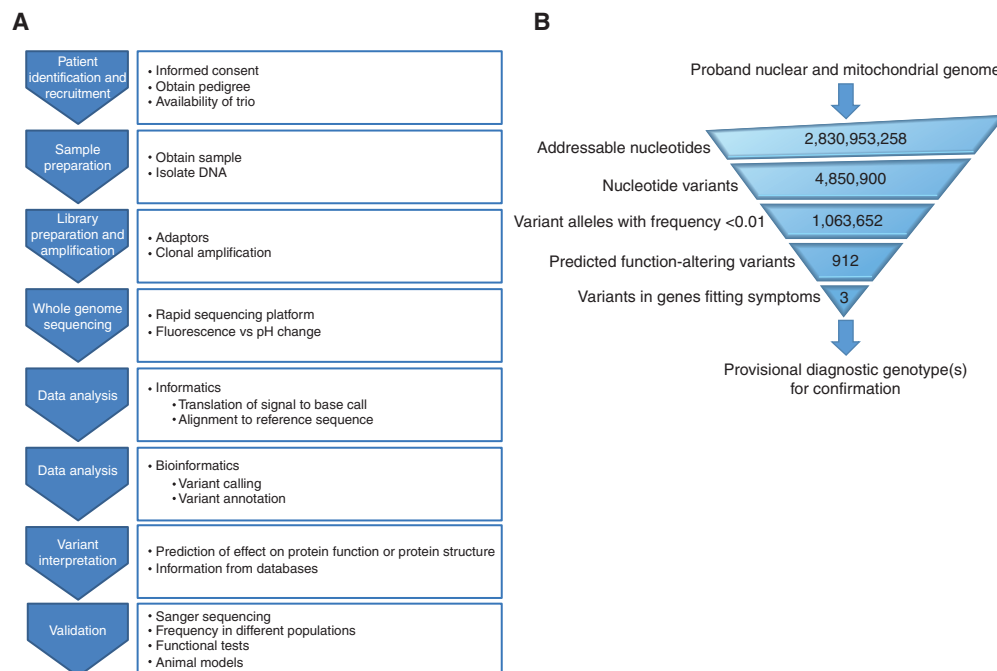 A
Patient
identification and
recruitment
• Informed consent
• Obtain pedigree
• Availability of trio
Sample
preparation
• Obtain sample
• Isolate DNA
Library
preparation and
amplification
• Adaptors
• Clonal amplification
Whole genome
sequencing
• Rapid sequencing platform
• Fluorescence vs pH change
Data analysis
• Informatics
• Translation of signal to base call
• Alignment to reference sequence
Data analysis
• Bioinformatics
• Variant calling
• Variant annotation
Variant
interpretation
• Prediction of effect on protein function or protein structure
• Information from databases
Validation
• Sanger sequencing
• Frequency in different populations
• Functional tests
• Animal models
B
Proband nuclear and mitochondrial genome
Addressable nucleotides 2,830,953,258
Nucleotide variants 4,850,900
Variant alleles with frequency <0.01 1,063,652
Predicted function-altering variants 912
Variants in genes fitting symptoms 3
Provisional diagnostic genotype(s)
for confirmation